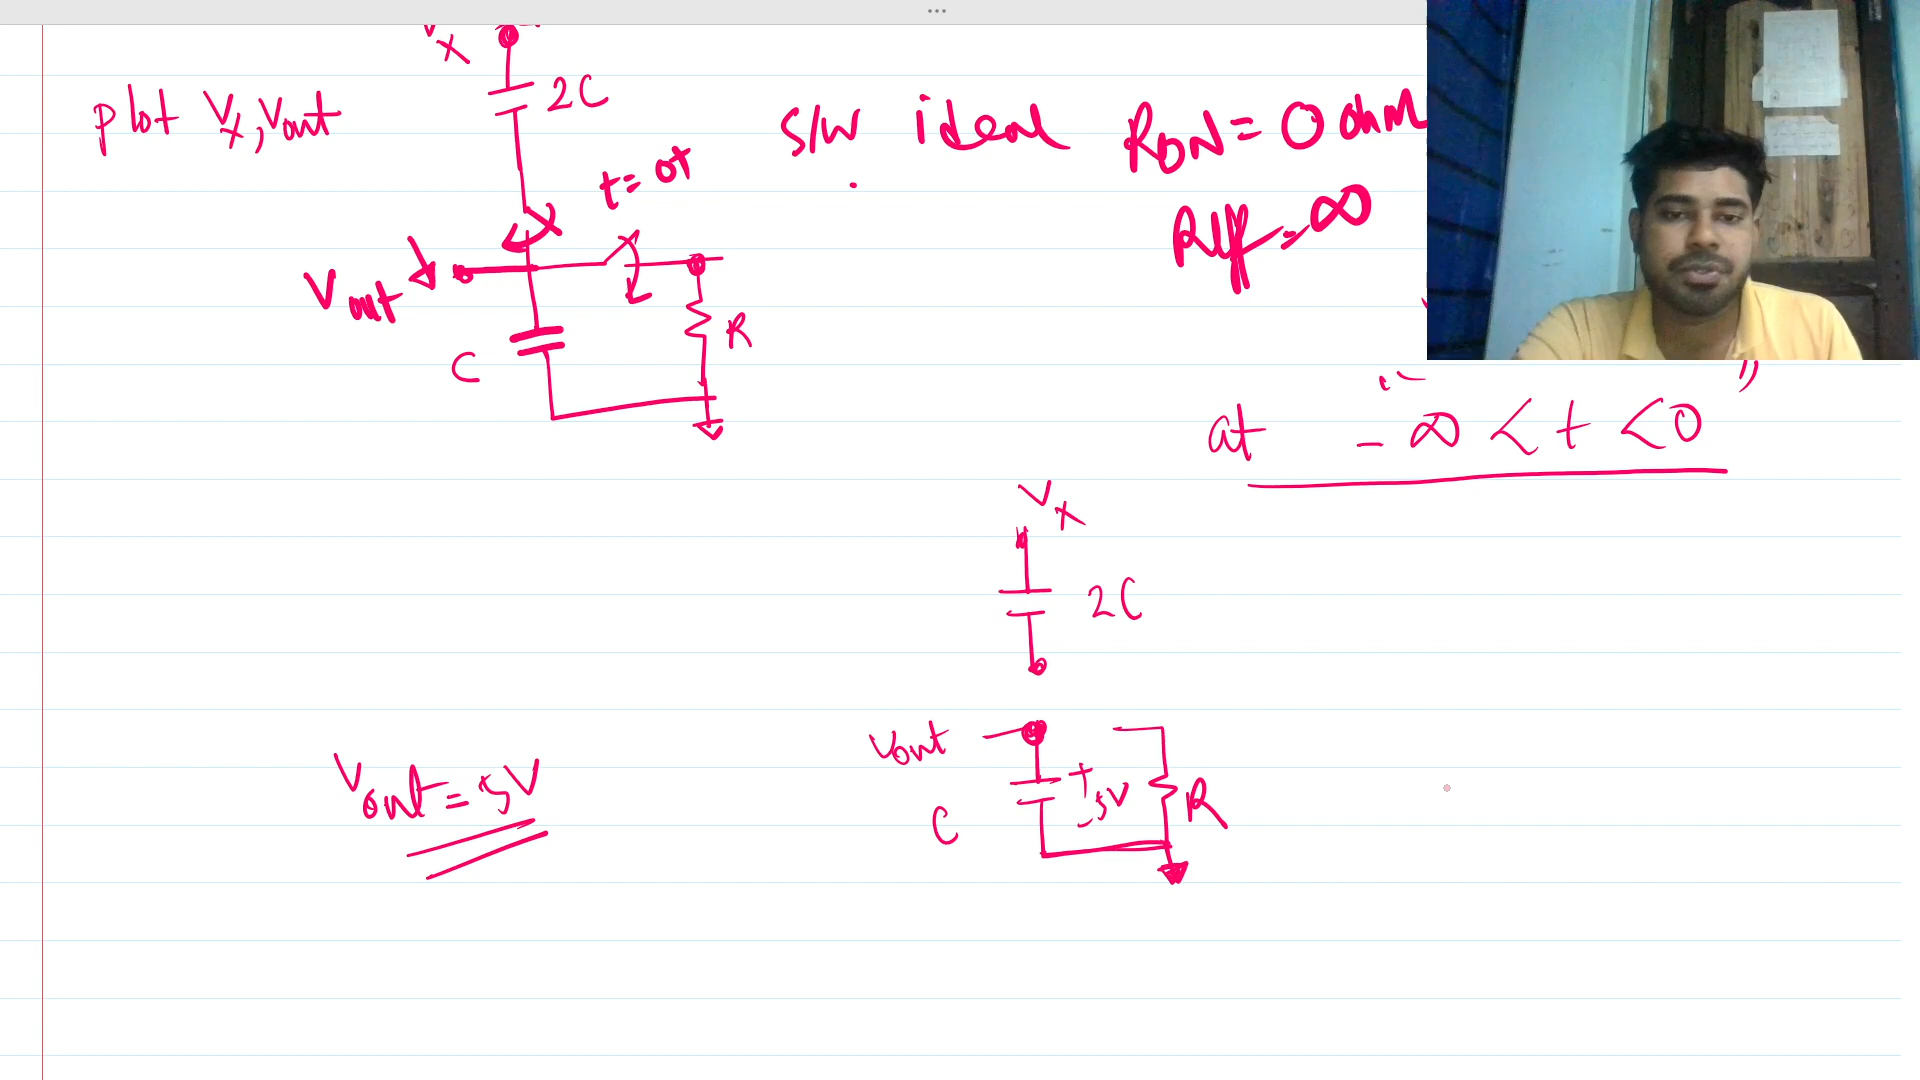 Vx
2C
Plot Vx, Vout
S/W ideal RON = 0 ohm
t = 0+
Roff = ∞
Vout
R
C
" "
at - ∞ < t < 0
Vx
2C
Vout
+
5V
-
R
C
Vout = 5V